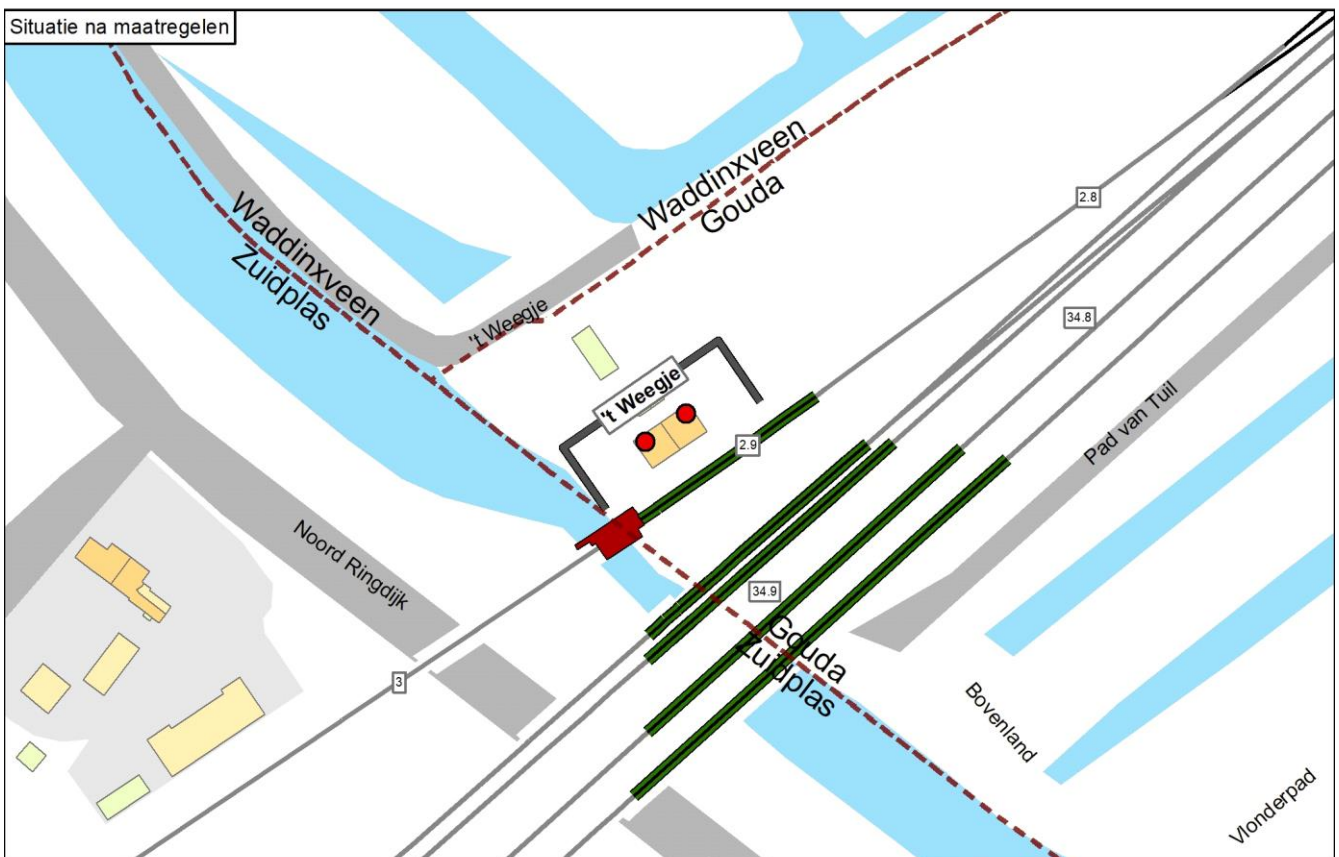 Situatie na maatregelen
Waddinxveen
Gouda
Waddinxveen
Zuidplas
't Weegje
2.8
34.8
't Weegje
2.9
Pad van Tuil
Noord Ringdijk
34.9
Gouda
Zuidplas
3
Bovenland
Vlonderpad